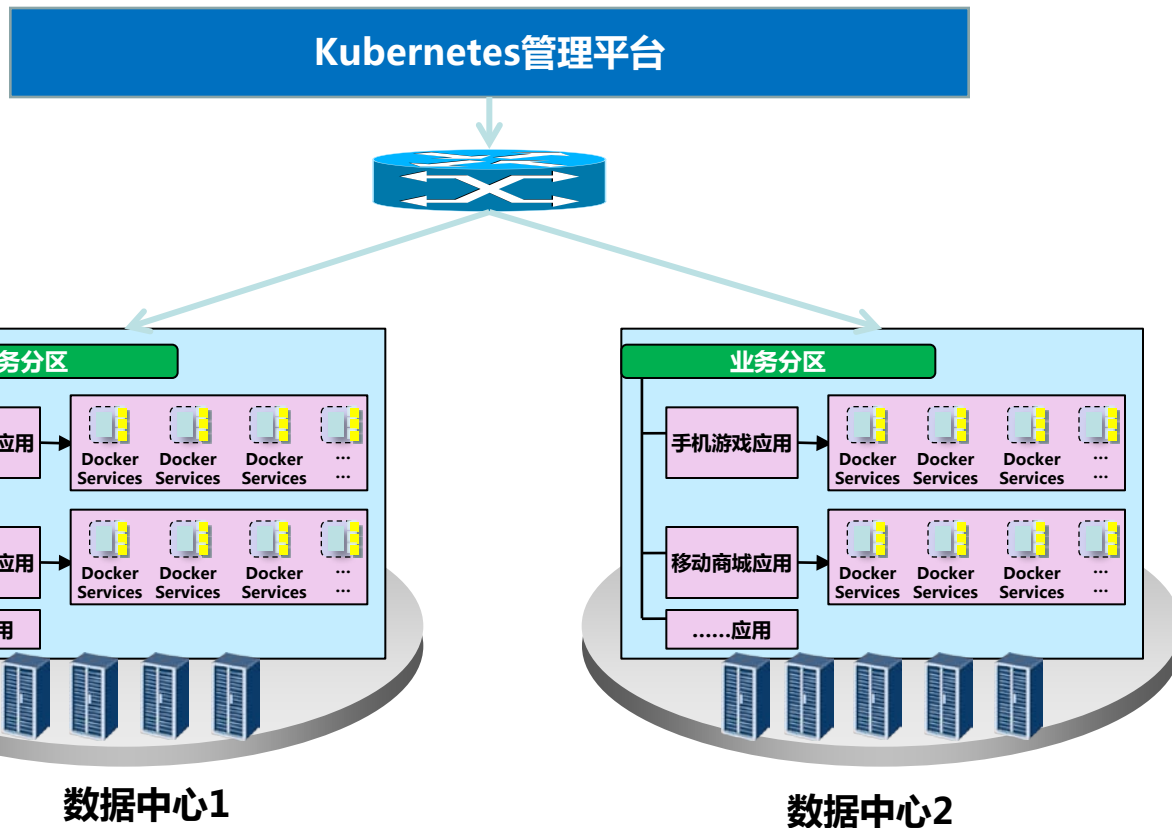 Kubernetes管理平台
务分区
应用
Docker Services
Docker Services
Docker Services
...
...
应用
Docker Services
Docker Services
Docker Services
...
...
用
数据中心1
业务分区
手机游戏应用
Docker Services
Docker Services
Docker Services
...
...
移动商城应用
Docker Services
Docker Services
Docker Services
...
...
......应用
数据中心2